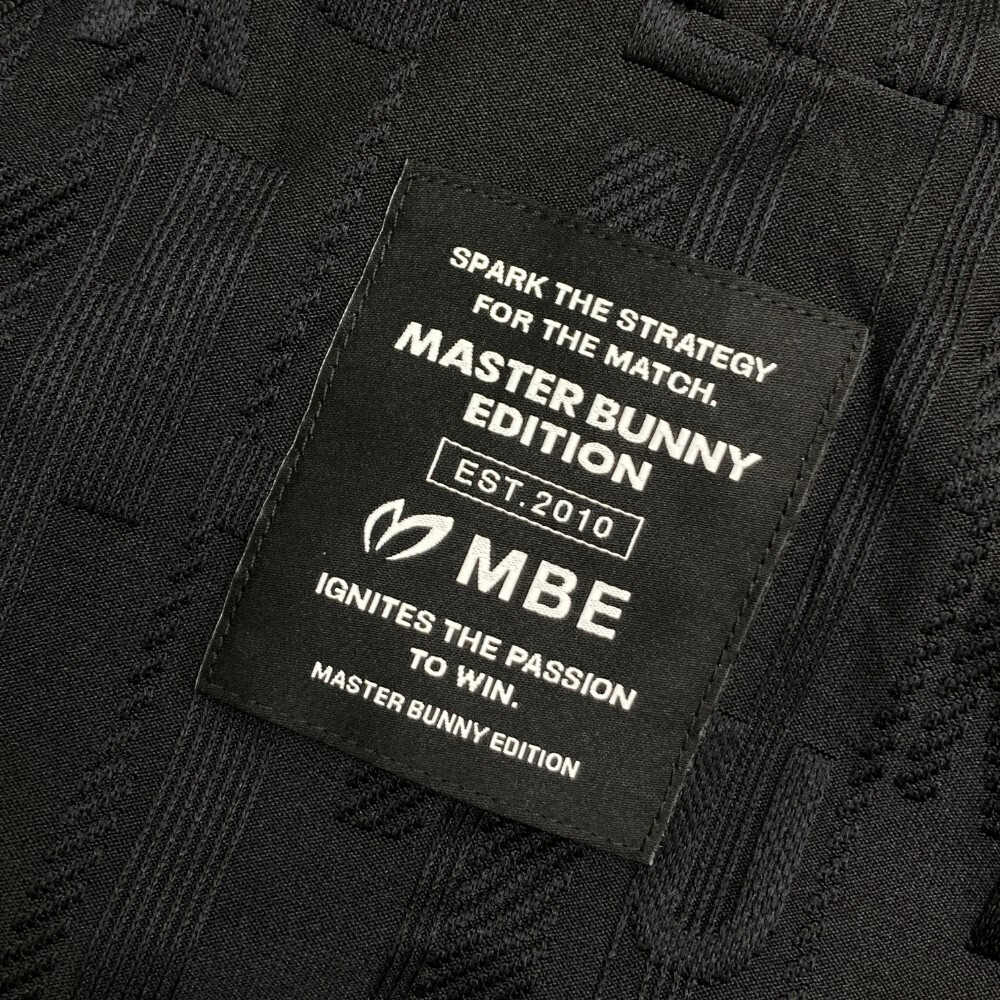 SPARK THE STRATEGY
FOR THE MATCH.
MASTER BUNNY
EDITION
EST.2010
MBE
IGNITES THE PASSION
TO WIN.
MASTER BUNNY EDITION